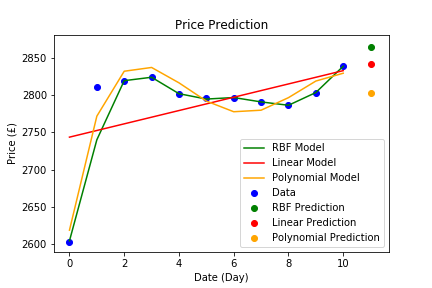 Price Prediction
Price (£)
2850
2800
2750
2700
2650
2600
RBF Model
Linear Model
Polynomial Model
Data
RBF Prediction
Linear Prediction
Polynomial Prediction
0 2 4 6 8 10
Date (Day)